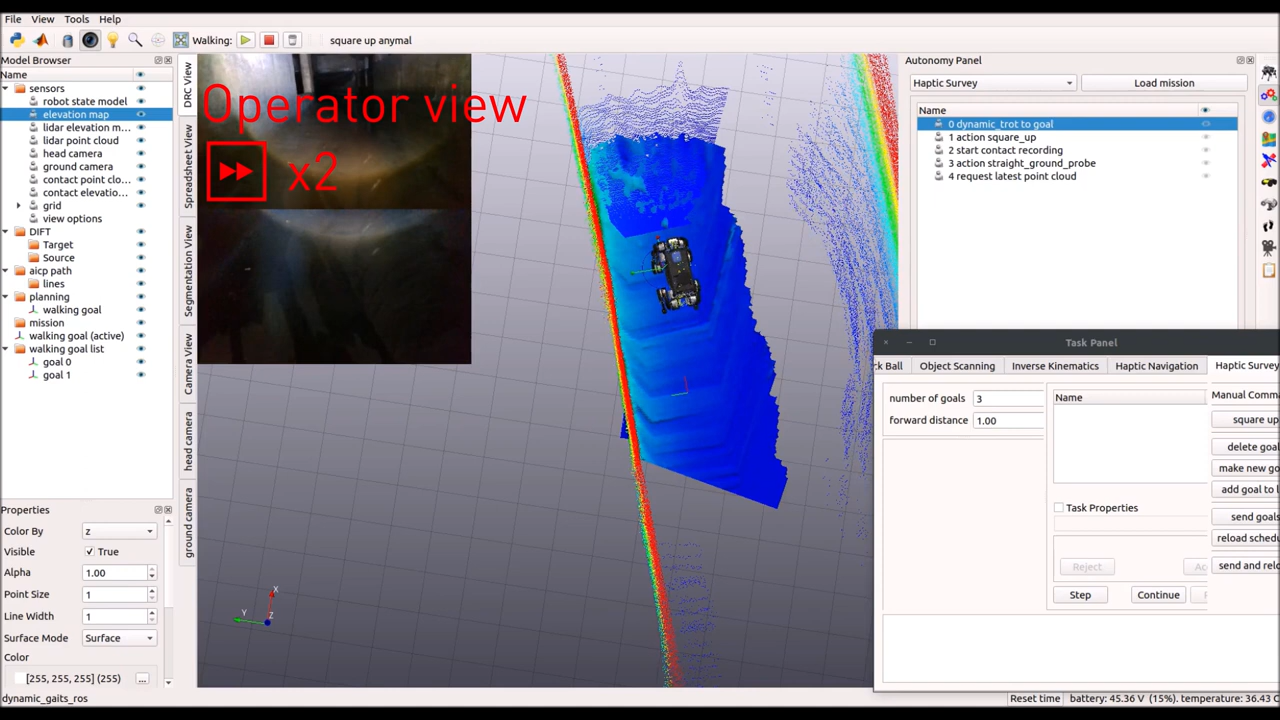 File View Tools Help
Walking: square up anymal
Model Browser
Name
sensors
robot state model
elevation map
lidar elevation m...
lidar point cloud
head camera
ground camera
contact point clo...
contact elevatio...
grid
view options
DIFT
Target
Source
aicp path
lines
planning
walking goal
mission
walking goal (active)
walking goal list
goal 0
goal 1
Properties
Color By z
Visible True
Alpha 1.00
Point Size 1
Line Width 1
Surface Mode Surface
Color
[255, 255, 255] (255) ...
dynamic_gaits_ros
DRC View
Spreadsheet View
Segmentation View
Camera View
head camera
ground camera
Operator view
x2
X
Y
Z
Autonomy Panel
Haptic Survey Load mission
Name
0 dynamic_trot to goal
1 action square_up
2 start contact recording
3 action straight_ground_probe
4 request latest point cloud
Task Panel
ck Ball Object Scanning Inverse Kinematics Haptic Navigation Haptic Survey
number of goals 3
forward distance 1.00
Name
Task Properties
Reject Ac
Step Continue
Manual Comma
square up
delete goa
make new go
add goal to l
send goals
reload schedu
send and relo
Reset time battery: 45.36 V (15%). temperature: 36.43 C